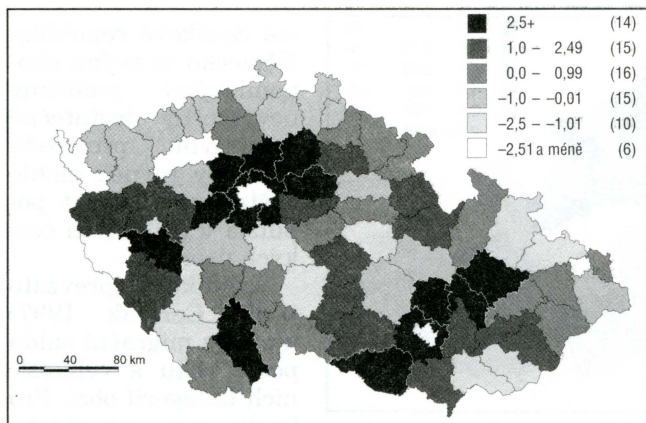 2,5+ (14)
1,0 – 2,49 (15)
0,0 – 0,99 (16)
–1,0 – –0,01 (15)
–2,5 – –1,01 (10)
–2,51 a méně (6)
0 80 km